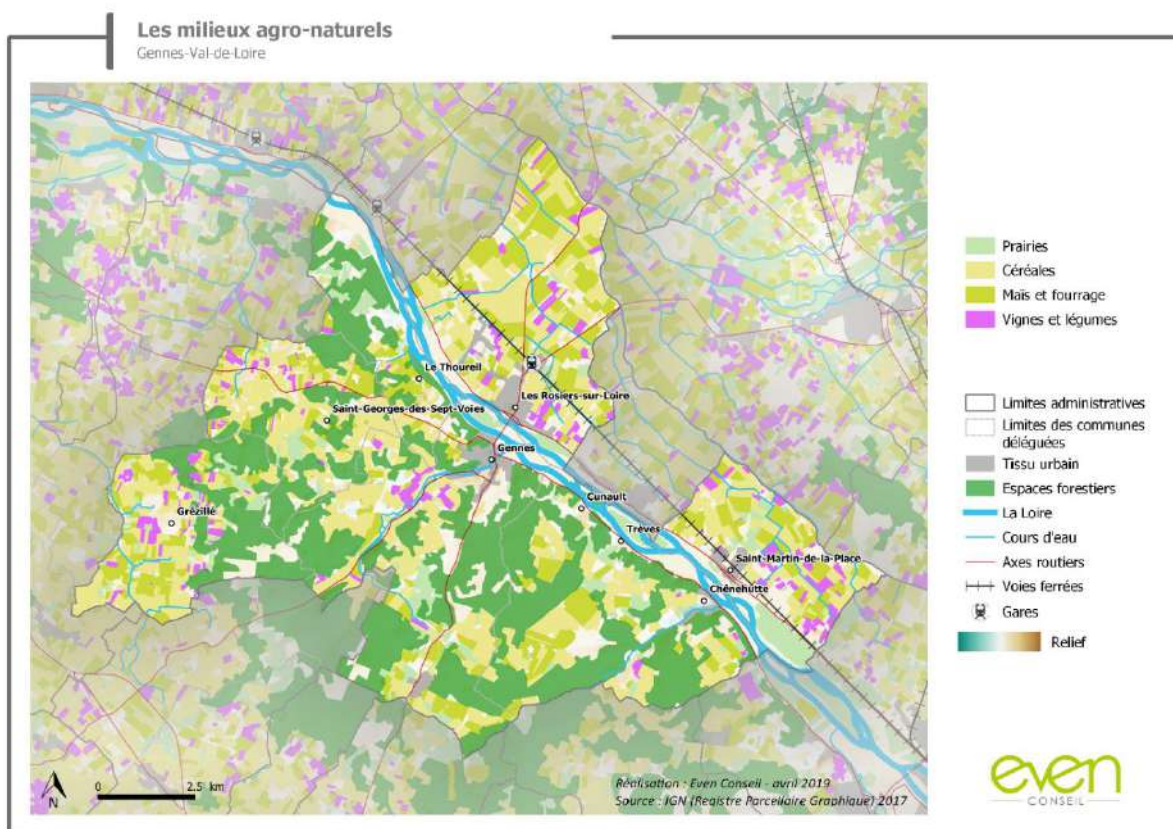 Les milieux agro-naturels
Gennes-Val-de-Loire
Le Thoureil
Les Rosiers-sur-Loire
Saint-Georges-des-Sept-Voies
Gennes
Cunault
Grézillé
Trèves
Saint-Martin-de-la-Place
Chênehutte
Prairies
Céréales
Maïs et fourrage
Vignes et légumes
Limites administratives
Limites des communes
déléguées
Tissu urbain
Espaces forestiers
La Loire
Cours d'eau
Axes routiers
Voies ferrées
Gares
Relief
N
0 2.5 km
Réalisation : Even Conseil - avril 2019
Source : IGN (Registre Parcellaire Graphique) 2017
even
CONSEIL